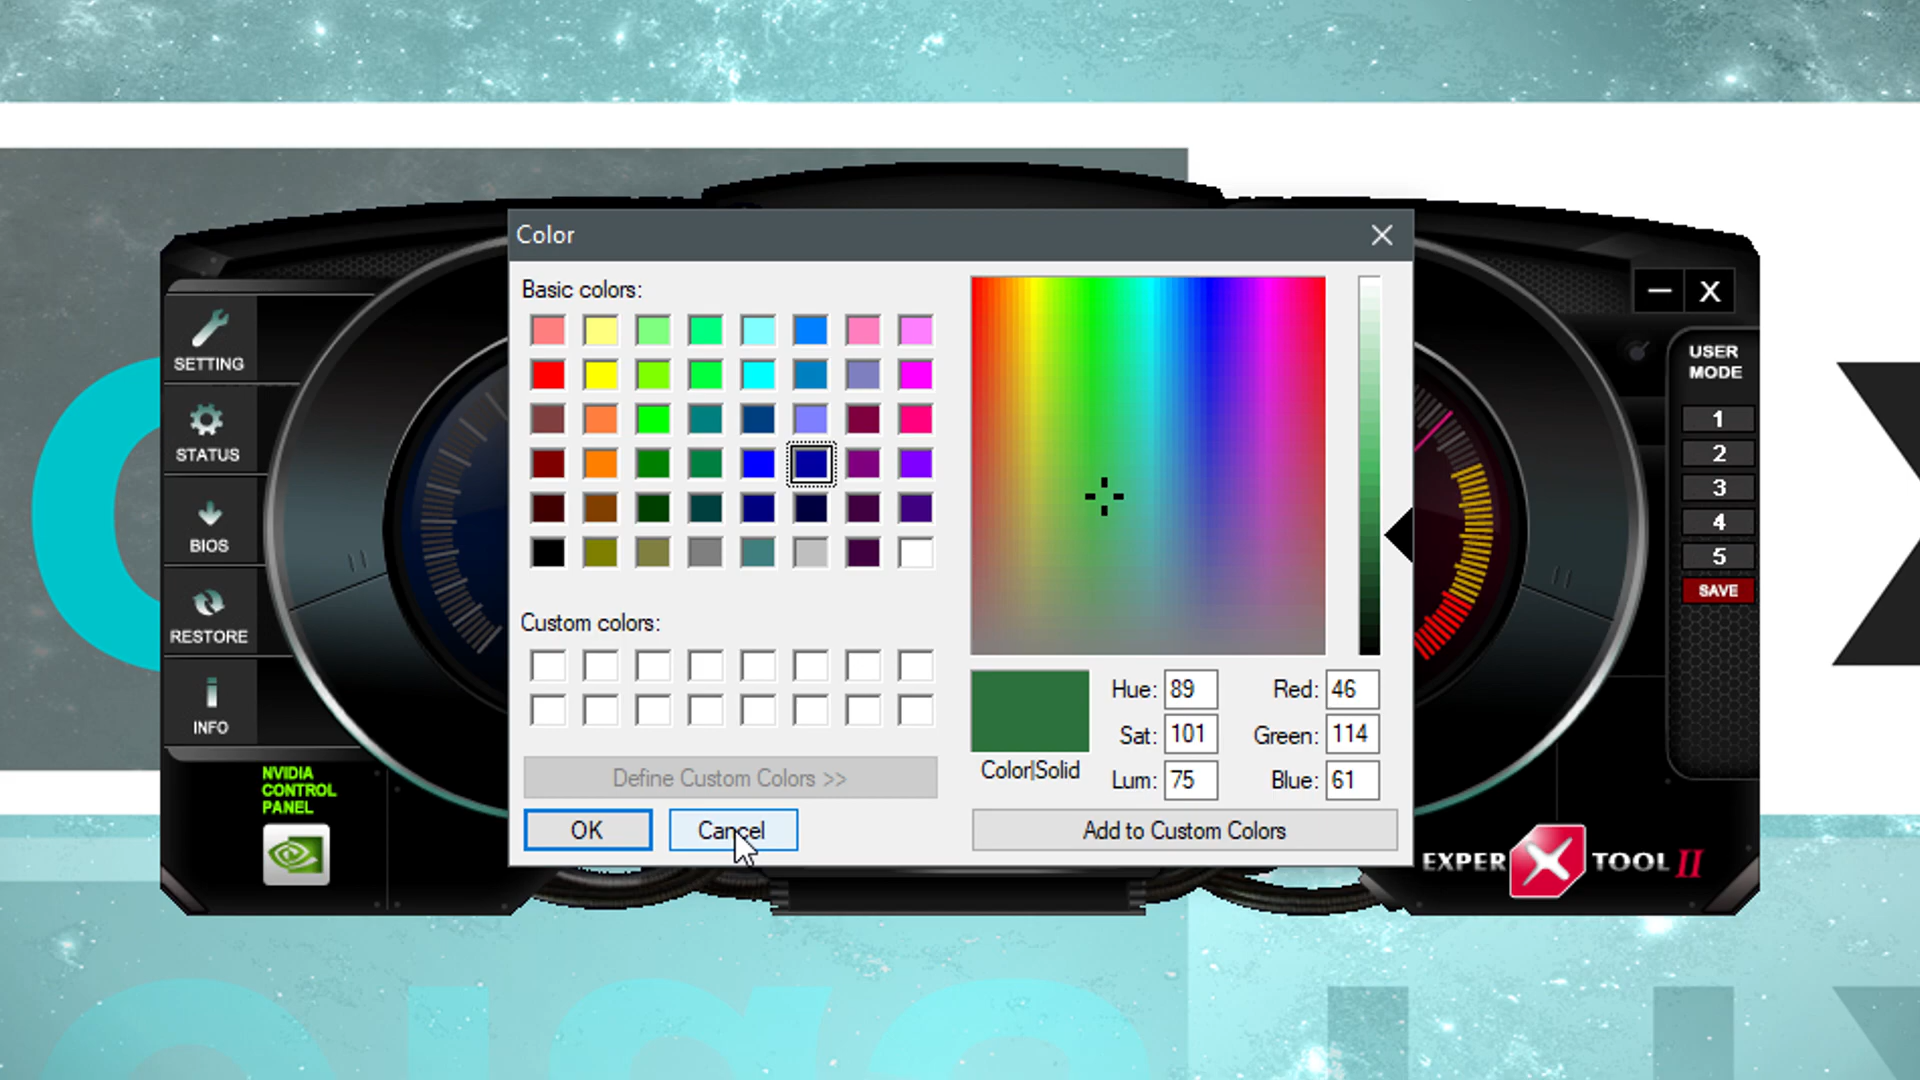 Color
Basic colors:
Custom colors:
Define Custom Colors >>
OK
Cancel
Color|Solid
Hue: 89
Sat: 101
Lum: 75
Red: 46
Green: 114
Blue: 61
Add to Custom Colors
SETTING
STATUS
BIOS
RESTORE
INFO
NVIDIA
CONTROL
PANEL
X
USER
MODE
1
2
3
4
5
SAVE
EXPER X TOOL II